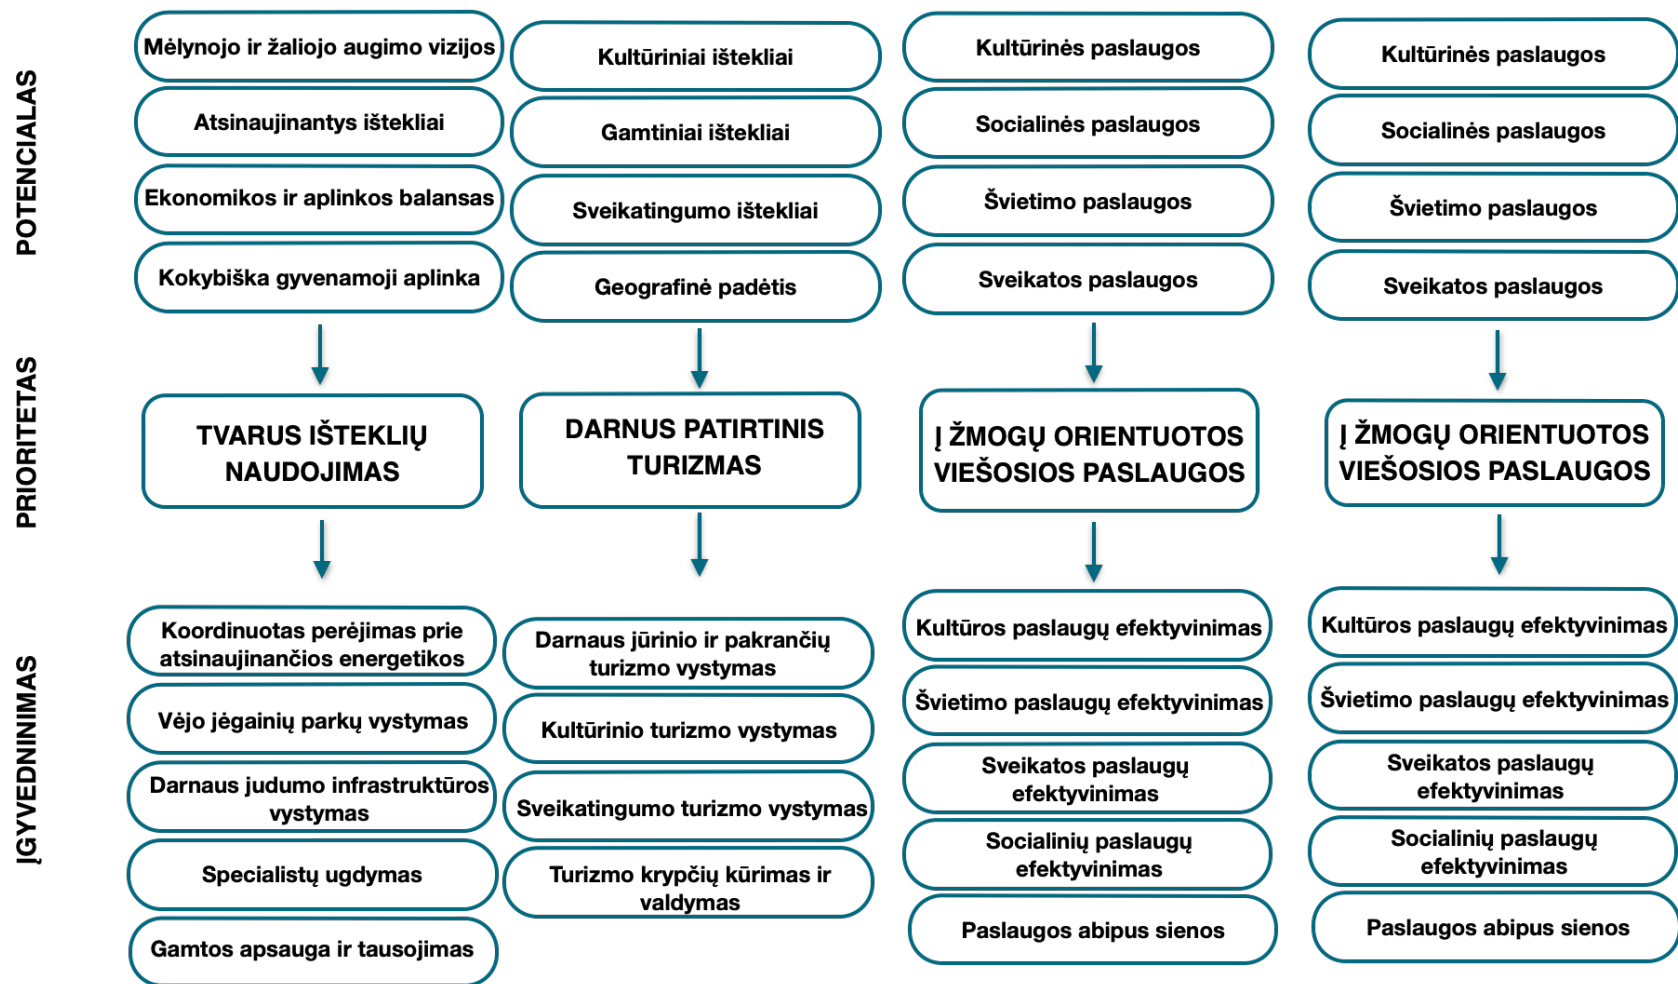 POTENCIALAS
Mėlynojo ir žaliojo augimo vizijos
Atsinaujinantys ištekliai
Ekonomikos ir aplinkos balansas
Kokybiška gyvenamoji aplinka
Kultūriniai ištekliai
Gamtiniai ištekliai
Sveikatingumo ištekliai
Geografinė padėtis
Kultūrinės paslaugos
Socialinės paslaugos
Švietimo paslaugos
Sveikatos paslaugos
Kultūrinės paslaugos
Socialinės paslaugos
Švietimo paslaugos
Sveikatos paslaugos
PRIORITETAS
TVARUS IŠTEKLIŲ
NAUDOJIMAS
DARNUS PATIRTINIS
TURIZMAS
Į ŽMOGŲ ORIENTUOTOS
VIEŠOSIOS PASLAUGOS
Į ŽMOGŲ ORIENTUOTOS
VIEŠOSIOS PASLAUGOS
ĮGYVEDNINIMAS
Koordinuotas perėjimas prie
atsinaujinančios energetikos
Vėjo jėgainių parkų vystymas
Darnaus judumo infrastruktūros
vystymas
Specialistų ugdymas
Gamtos apsauga ir tausojimas
Darnaus jūrinio ir pakrančių
turizmo vystymas
Kultūrinio turizmo vystymas
Sveikatingumo turizmo vystymas
Turizmo krypčių kūrimas ir
valdymas
Kultūros paslaugų efektyvinimas
Švietimo paslaugų efektyvinimas
Sveikatos paslaugų
efektyvinimas
Socialinių paslaugų
efektyvinimas
Paslaugos abipus sienos
Kultūros paslaugų efektyvinimas
Švietimo paslaugų efektyvinimas
Sveikatos paslaugų
efektyvinimas
Socialinių paslaugų
efektyvinimas
Paslaugos abipus sienos